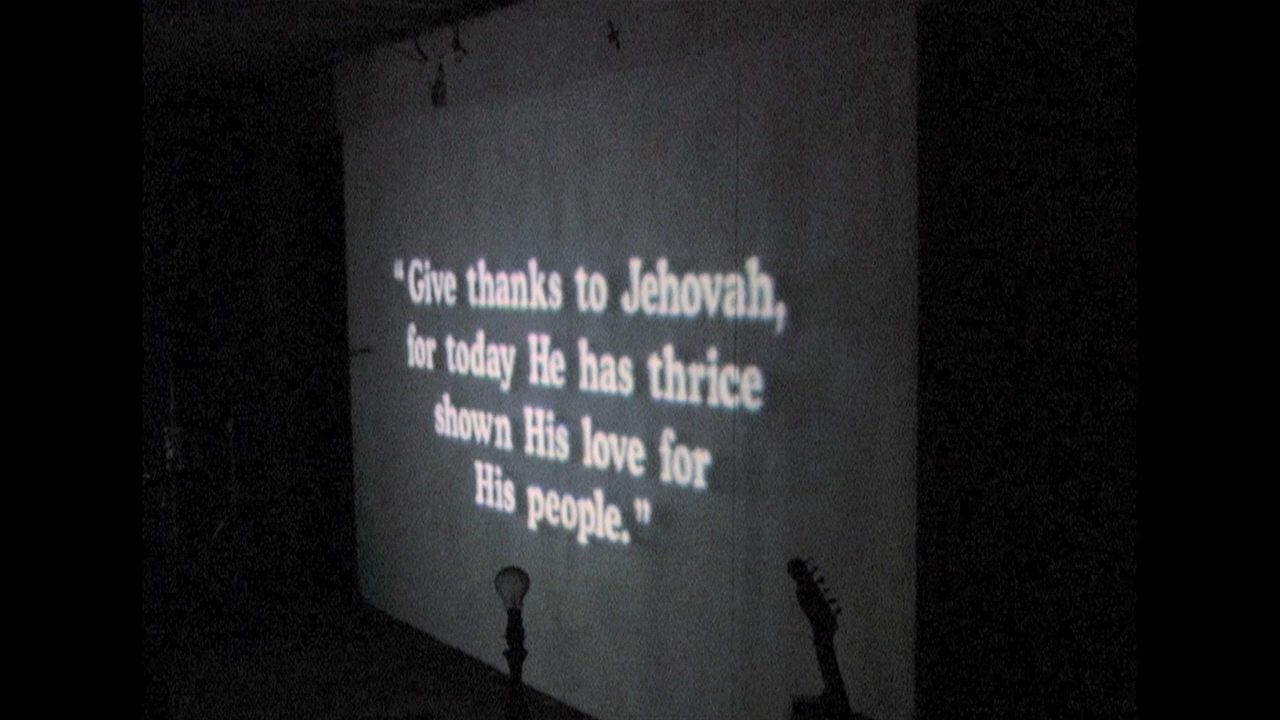 “Give thanks to Jehovah,
for today He has thrice
shown His love for
His people.”